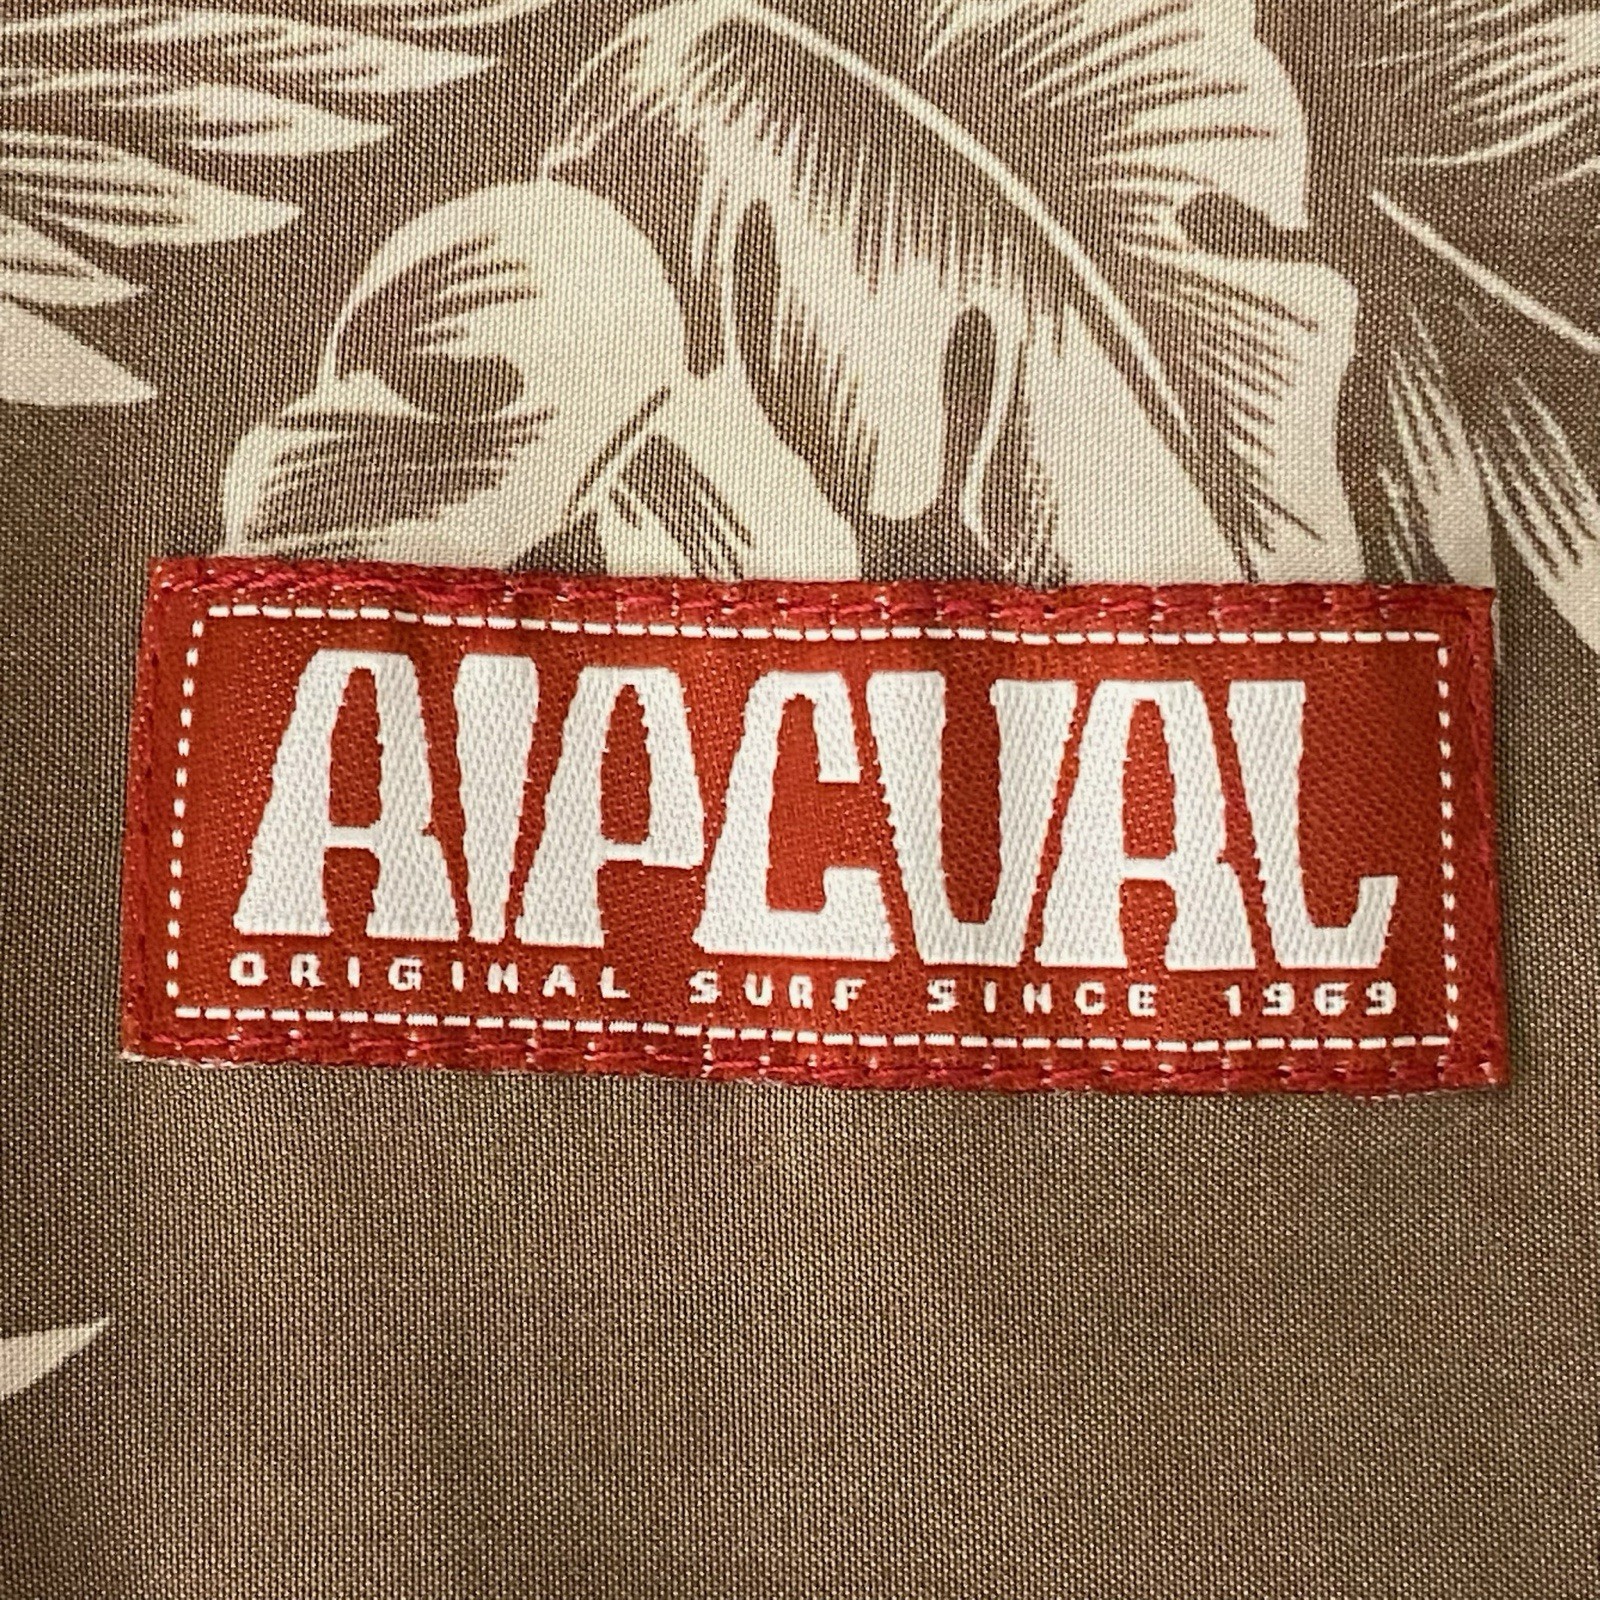 RIPCURL
ORIGINAL SURF SINCE 1969